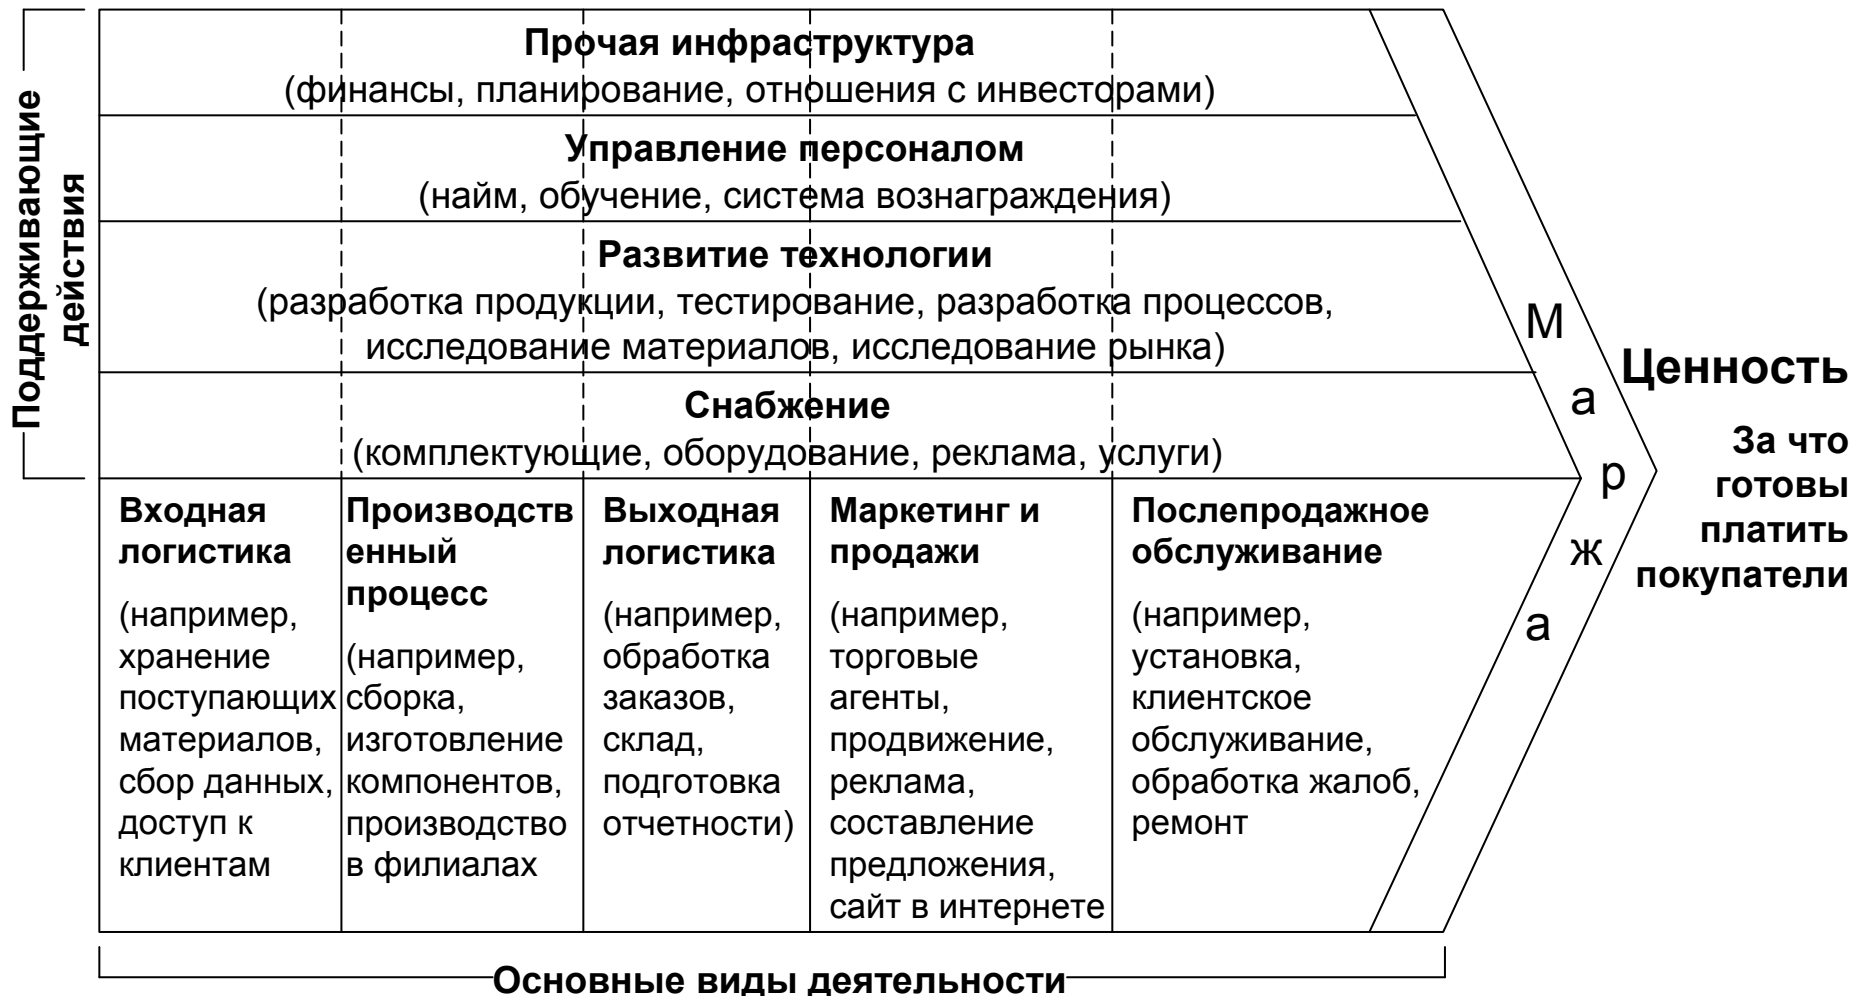 Поддерживающие
действия
Прочая инфраструктура
(финансы, планирование, отношения с инвесторами)
Управление персоналом
(найм, обучение, система вознаграждения)
Развитие технологии
(разработка продукции, тестирование, разработка процессов,
исследование материалов, исследование рынка)
Снабжение
(комплектующие, оборудование, реклама, услуги)
Входная
логистика
(например,
хранение
поступающих
материалов,
сбор данных,
доступ к
клиентам
Производств
енный
процесс
(например,
сборка,
изготовление
компонентов,
производство
в филиалах
Выходная
логистика
(например,
обработка
заказов,
склад,
подготовка
отчетности)
Маркетинг и
продажи
(например,
торговые
агенты,
продвижение,
реклама,
составление
предложения,
сайт в интернете
Послепродажное
обслуживание
(например,
установка,
клиентское
обслуживание,
обработка жалоб,
ремонт
М
а
р
ж
а
Ценность
За что
готовы
платить
покупатели
Основные виды деятельности